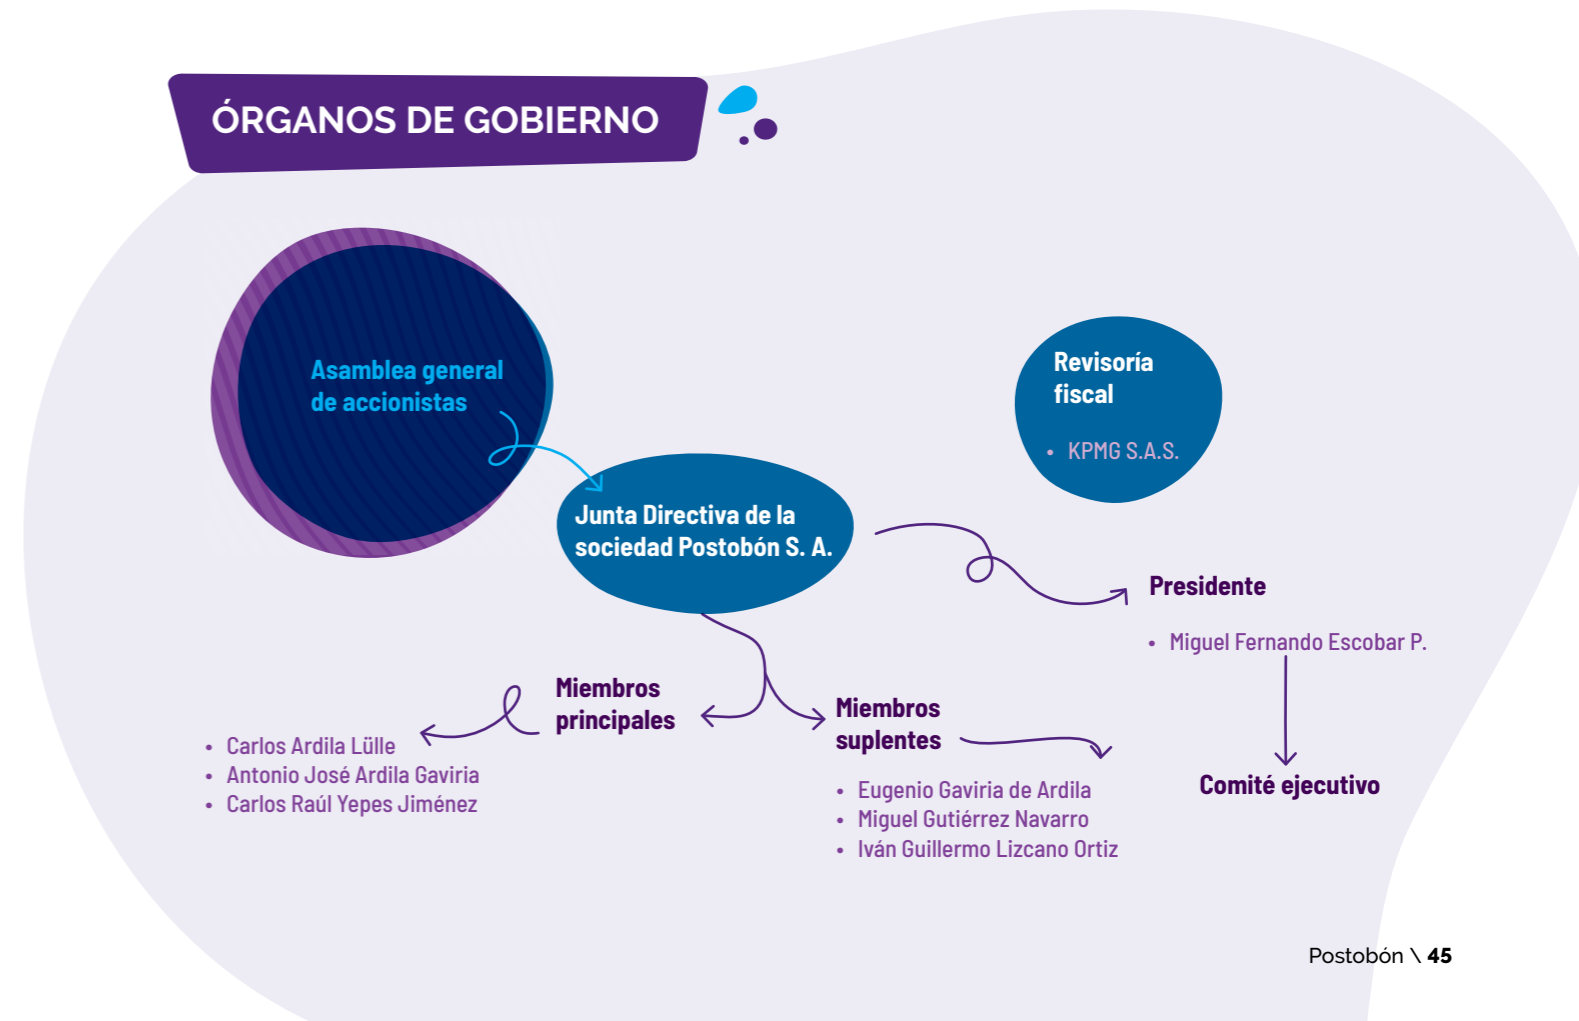 ÓRGANOS DE GOBIERNO
Asamblea general
de accionistas
Revisoría
fiscal
• KPMG S.A.S.
Junta Directiva de la
sociedad Postobón S. A.
Presidente
• Miguel Fernando Escobar P.
Miembros
principales
• Carlos Ardila Lülle
• Antonio José Ardila Gaviria
• Carlos Raúl Yepes Jiménez
Miembros
suplentes
• Eugenio Gaviria de Ardila
• Miguel Gutiérrez Navarro
• Iván Guillermo Lizcano Ortiz
Comité ejecutivo
Postobón \ 45